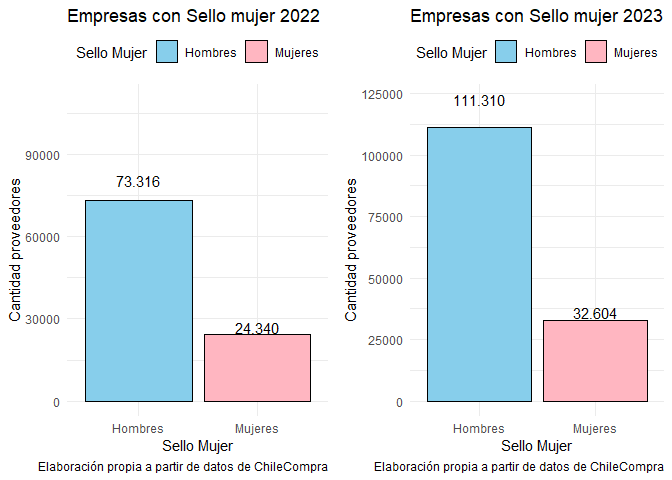 Empresas con Sello mujer 2022
Sello Mujer Hombres Mujeres
Cantidad proveedores
90000
60000
30000
0
73.316
24.340
Hombres Mujeres
Sello Mujer
Elaboración propia a partir de datos de ChileCompra
Empresas con Sello mujer 2023
Sello Mujer Hombres Mujeres
Cantidad proveedores
125000
100000
75000
50000
25000
0
111.310
32.604
Hombres Mujeres
Sello Mujer
Elaboración propia a partir de datos de ChileCompra